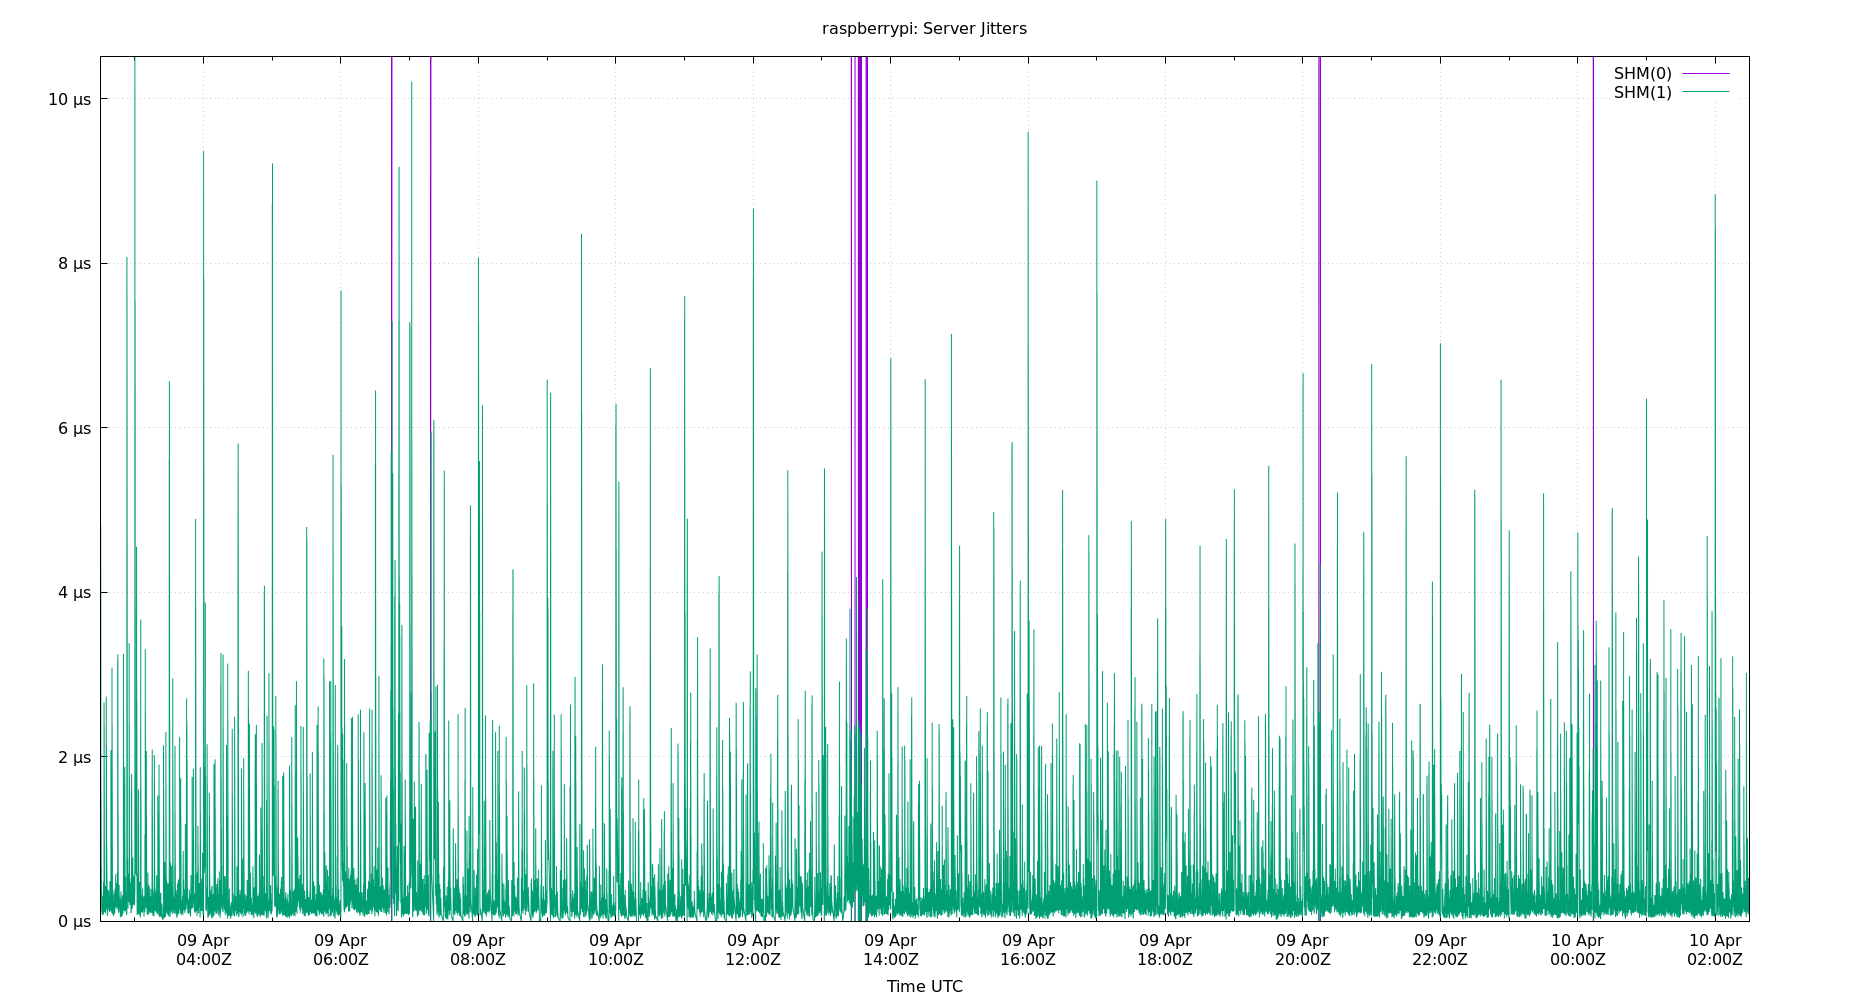 raspberrypi: Server Jitters
SHM(0)
SHM(1)
10 µs
8 µs
6 µs
4 µs
2 µs
0 µs
09 Apr
04:00Z
09 Apr
06:00Z
09 Apr
08:00Z
09 Apr
10:00Z
09 Apr
12:00Z
09 Apr
14:00Z
09 Apr
16:00Z
09 Apr
18:00Z
09 Apr
20:00Z
09 Apr
22:00Z
10 Apr
00:00Z
10 Apr
02:00Z
Time UTC